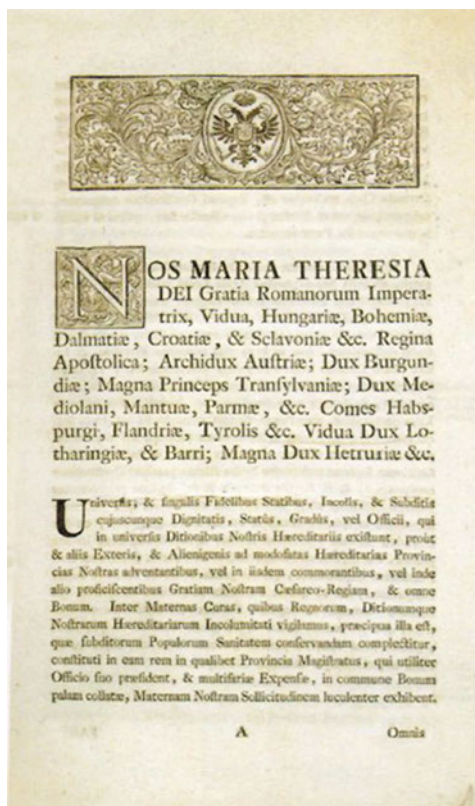 NOS MARIA THERESIA
DEI Gratia Romanorum Impera-
trix, Vidua, Hungariæ, Bohemiæ,
Dalmatiæ, Croatiæ, & Sclavoniæ &c. Regina
Apoſtolica; Archidux Auſtriæ; Dux Burgun-
diæ; Magna Princeps Tranſylvaniæ; Dux Me-
diolani, Mantuæ, Parmæ, &c. Comes Habs-
purgi, Flandriæ, Tyrolis &c. Vidua Dux Lo-
tharingiæ, & Barri; Magna Dux Hetruriæ &c.
Univerſis, & ſingulis Fidelibus Statibus, Incolis, & Subditis
cujuscunque Dignitatis, Statûs, Gradûs, vel Officii, qui
in univerſis Ditionibus Noſtris Hæreditariis exiſtunt, prout
& aliis Exteris, & Alienigenis ad modofatas Hæreditarias Provin-
cias Noſtras adventantibus, vel in iisdem commorantibus, vel inde
alio proficiſcentibus Gratiam Noſtram Cæſareo-Regiam, & omne
Bonum. Inter Maternas Curas, quibus Regnorum, Ditionumque
Noſtrarum Hæreditariarum Incolumitati vigilamus, præcipua illa eſt,
quæ ſubditorum Populorum Sanitatem conſervandam complectitur,
conſtituti in eam rem in qualibet Provincia Magiſtratus, qui utiliter
Officio ſuo præſident, & multifariæ Expenſæ, in commune Bonum
palam collatæ, Maternam Noſtram Sollicitudinem luculenter exhibent.
A Omnia